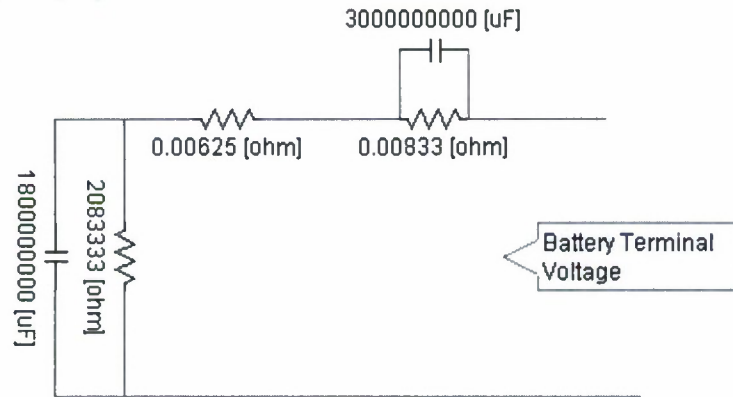 3000000000 [uF]
0.00625 [ohm]
0.00833 [ohm]
1800000000 [uF]
2083333 [ohm]
Battery Terminal
Voltage